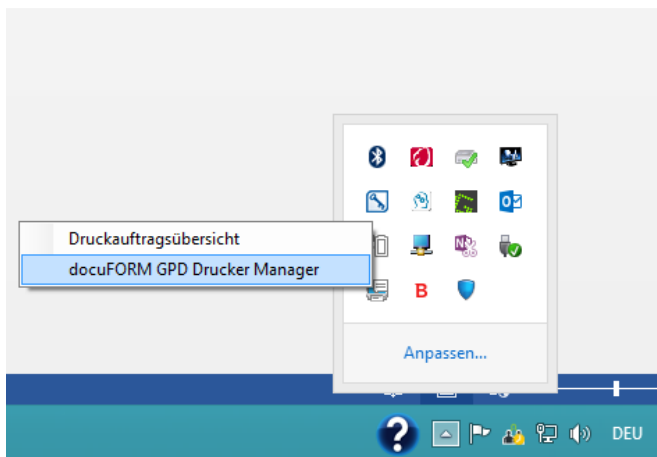 Druckauftragsübersicht
docuFORM GPD Drucker Manager
B
Anpassen...
DEU